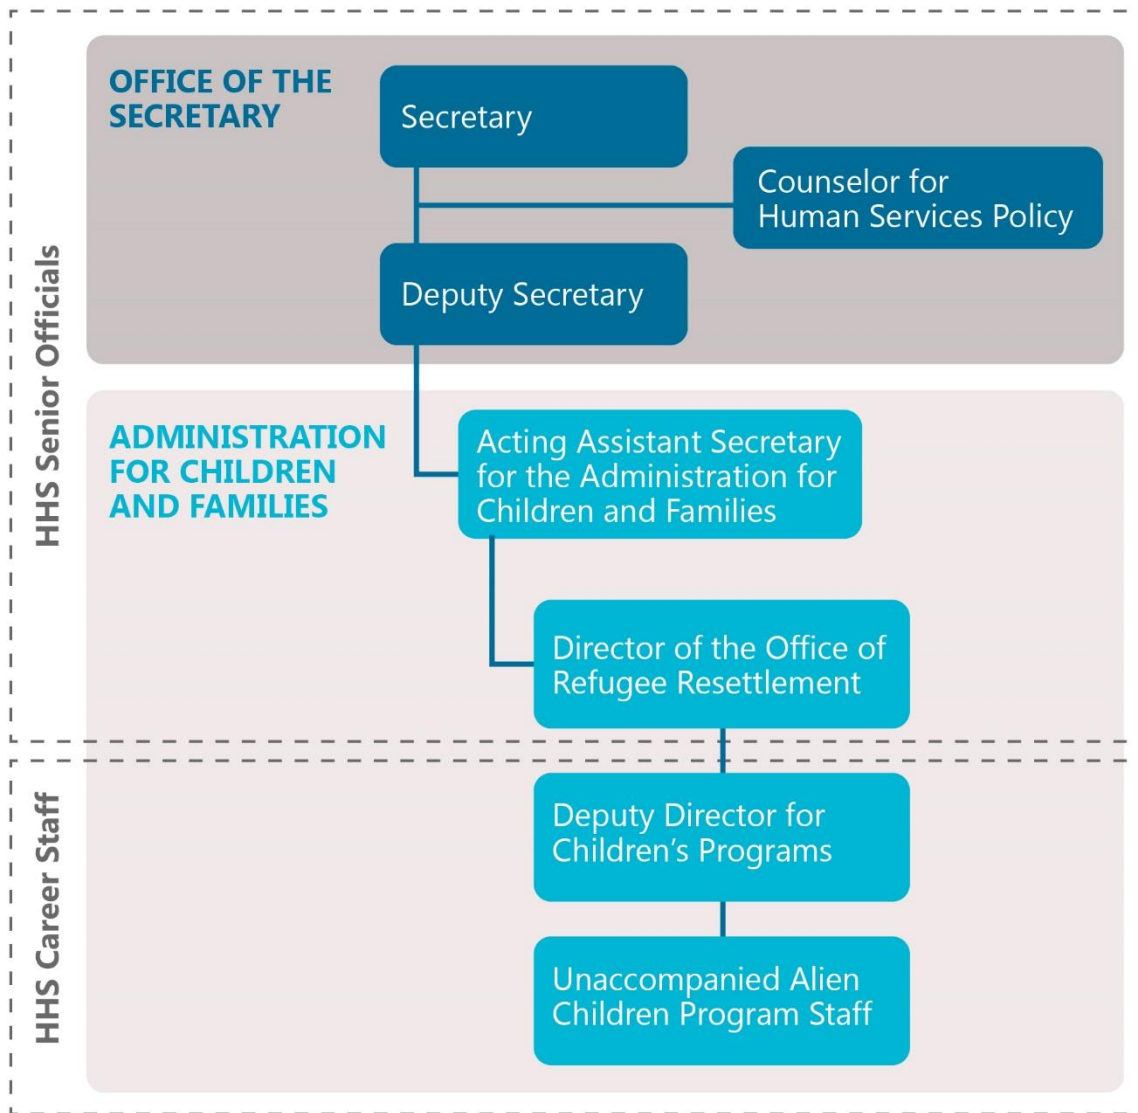 OFFICE OF THE
SECRETARY
Secretary
Counselor for
Human Services Policy
Deputy Secretary
HHS Senior Officials
ADMINISTRATION
FOR CHILDREN
AND FAMILIES
Acting Assistant Secretary
for the Administration for
Children and Families
Director of the Office of
Refugee Resettlement
HHS Career Staff
Deputy Director for
Children’s Programs
Unaccompanied Alien
Children Program Staff